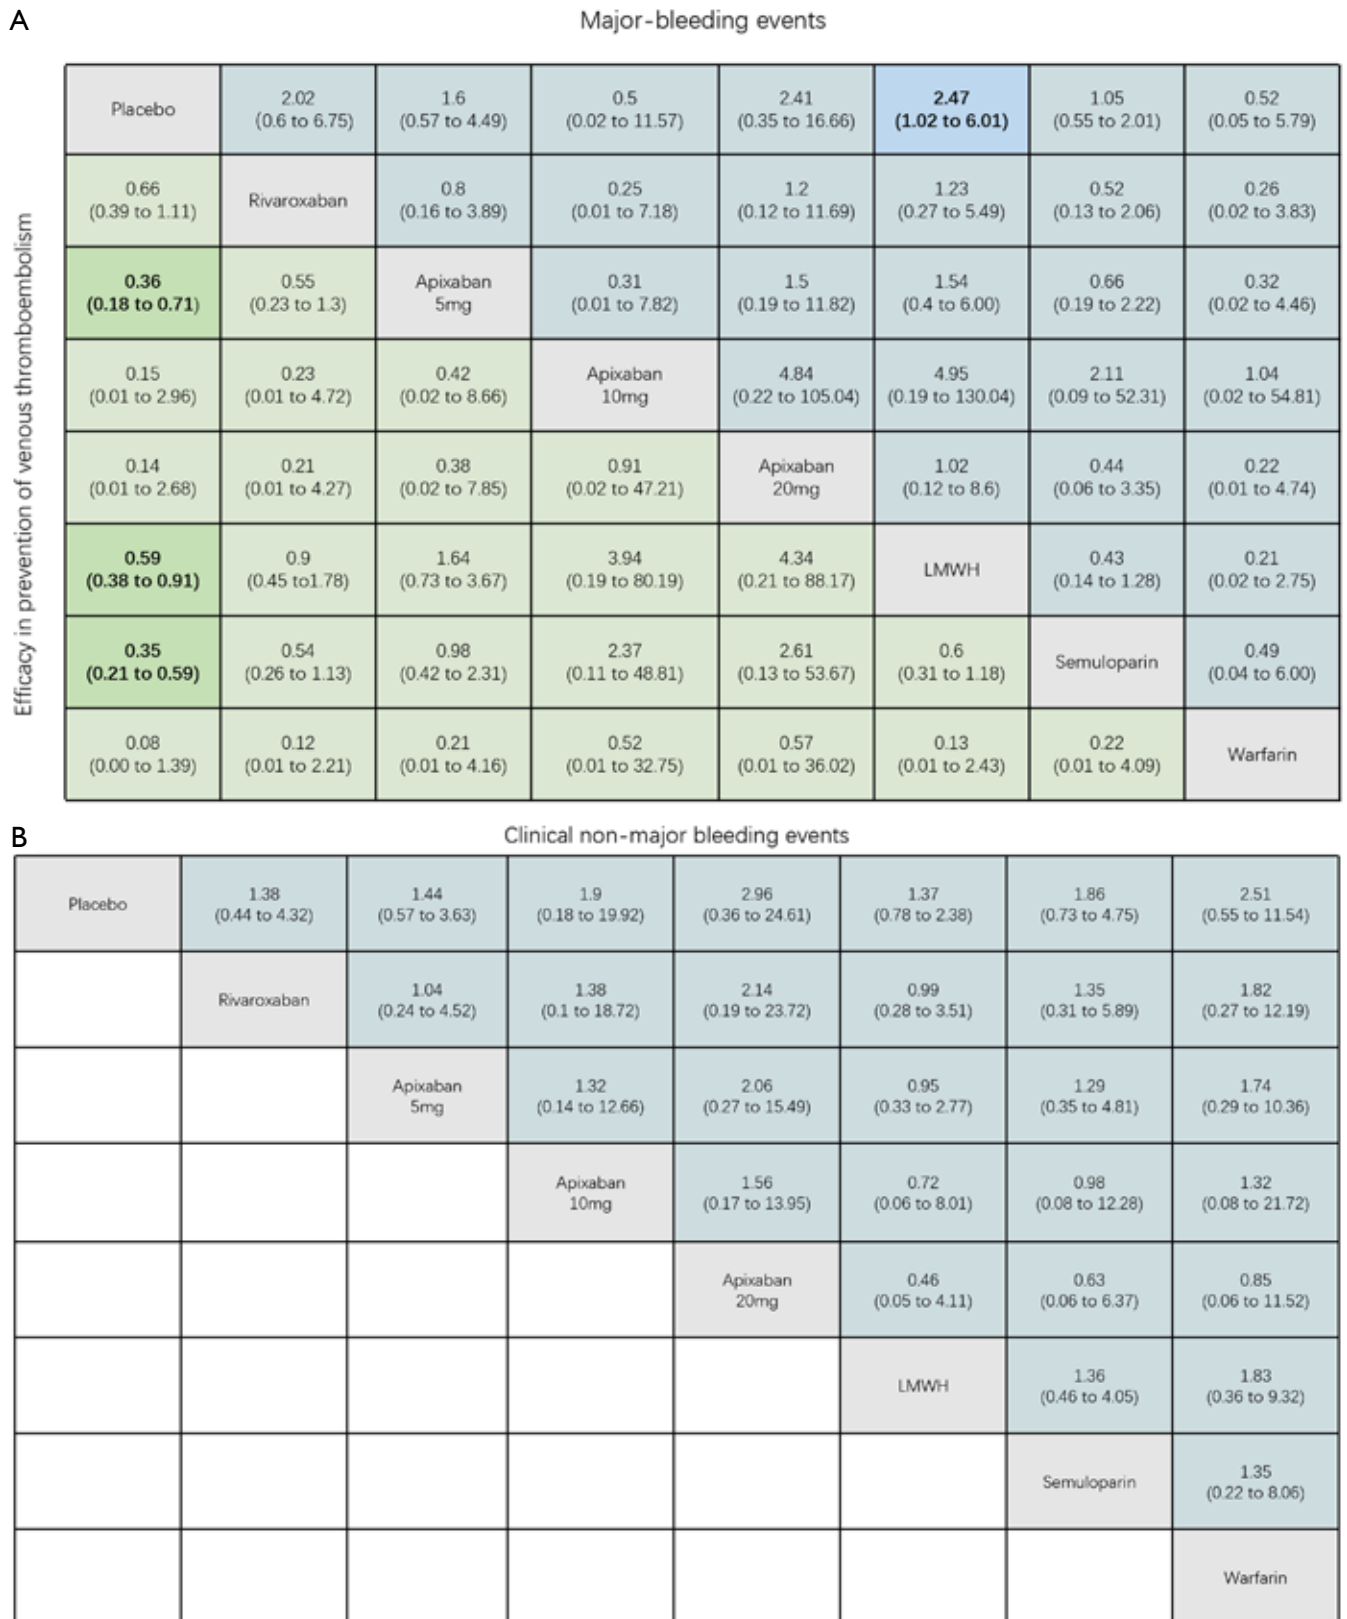 A
Major-bleeding events
Efficacy in prevention of venous thromboembolism
Placebo
2.02
(0.6 to 6.75)
1.6
(0.57 to 4.49)
0.5
(0.02 to 11.57)
2.41
(0.35 to 16.66)
2.47
(1.02 to 6.01)
1.05
(0.55 to 2.01)
0.52
(0.05 to 5.79)
0.66
(0.39 to 1.11)
Rivaroxaban
0.8
(0.16 to 3.89)
0.25
(0.01 to 7.18)
1.2
(0.12 to 11.69)
1.23
(0.27 to 5.49)
0.52
(0.13 to 2.06)
0.26
(0.02 to 3.83)
0.36
(0.18 to 0.71)
0.55
(0.23 to 1.3)
Apixaban
5mg
0.31
(0.01 to 7.82)
1.5
(0.19 to 11.82)
1.54
(0.4 to 6.00)
0.66
(0.19 to 2.22)
0.32
(0.02 to 4.46)
0.15
(0.01 to 2.96)
0.23
(0.01 to 4.72)
0.42
(0.02 to 8.66)
Apixaban
10mg
4.84
(0.22 to 105.04)
4.95
(0.19 to 130.04)
2.11
(0.09 to 52.31)
1.04
(0.02 to 54.81)
0.14
(0.01 to 2.68)
0.21
(0.01 to 4.27)
0.38
(0.02 to 7.85)
0.91
(0.02 to 47.21)
Apixaban
20mg
1.02
(0.12 to 8.6)
0.44
(0.06 to 3.35)
0.22
(0.01 to 4.74)
0.59
(0.38 to 0.91)
0.9
(0.45 to1.78)
1.64
(0.73 to 3.67)
3.94
(0.19 to 80.19)
4.34
(0.21 to 88.17)
LMWH
0.43
(0.14 to 1.28)
0.21
(0.02 to 2.75)
0.35
(0.21 to 0.59)
0.54
(0.26 to 1.13)
0.98
(0.42 to 2.31)
2.37
(0.11 to 48.81)
2.61
(0.13 to 53.67)
0.6
(0.31 to 1.18)
Semuloparin
0.49
(0.04 to 6.00)
0.08
(0.00 to 1.39)
0.12
(0.01 to 2.21)
0.21
(0.01 to 4.16)
0.52
(0.01 to 32.75)
0.57
(0.01 to 36.02)
0.13
(0.01 to 2.43)
0.22
(0.01 to 4.09)
Warfarin
B
Clinical non-major bleeding events
Placebo
1.38
(0.44 to 4.32)
1.44
(0.57 to 3.63)
1.9
(0.18 to 19.92)
2.96
(0.36 to 24.61)
1.37
(0.78 to 2.38)
1.86
(0.73 to 4.75)
2.51
(0.55 to 11.54)
Rivaroxaban
1.04
(0.24 to 4.52)
1.38
(0.1 to 18.72)
2.14
(0.19 to 23.72)
0.99
(0.28 to 3.51)
1.35
(0.31 to 5.89)
1.82
(0.27 to 12.19)
Apixaban
5mg
1.32
(0.14 to 12.66)
2.06
(0.27 to 15.49)
0.95
(0.33 to 2.77)
1.29
(0.35 to 4.81)
1.74
(0.29 to 10.36)
Apixaban
10mg
1.56
(0.17 to 13.95)
0.72
(0.06 to 8.01)
0.98
(0.08 to 12.28)
1.32
(0.08 to 21.72)
Apixaban
20mg
0.46
(0.05 to 4.11)
0.63
(0.06 to 6.37)
0.85
(0.06 to 11.52)
LMWH
1.36
(0.46 to 4.05)
1.83
(0.36 to 9.32)
Semuloparin
1.35
(0.22 to 8.06)
Warfarin